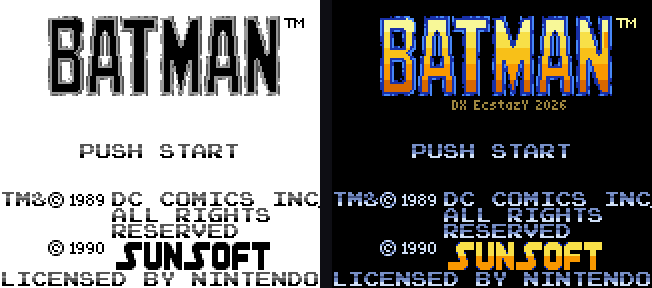 BATMAN™
PUSH START
TM&© 1989 DC COMICS INC
ALL RIGHTS
RESERVED
© 1990 SUNSOFT
LICENSED BY NINTENDO
BATMAN™
DX EcstazY 2026
PUSH START
TM&© 1989 DC COMICS INC
ALL RIGHTS
RESERVED
© 1990 SUNSOFT
LICENSED BY NINTENDO